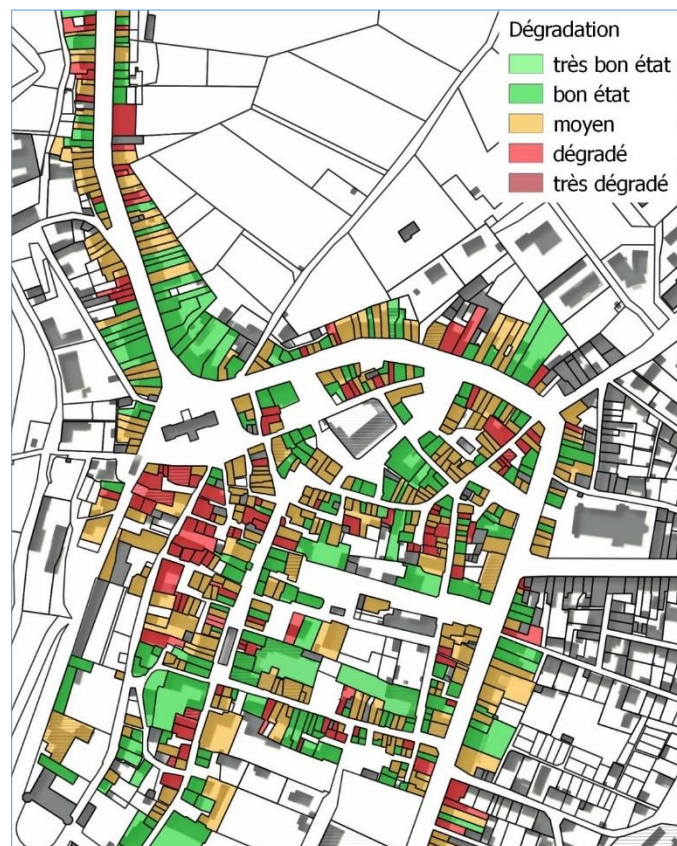 Dégradation
très bon état
bon état
moyen
dégradé
très dégradé